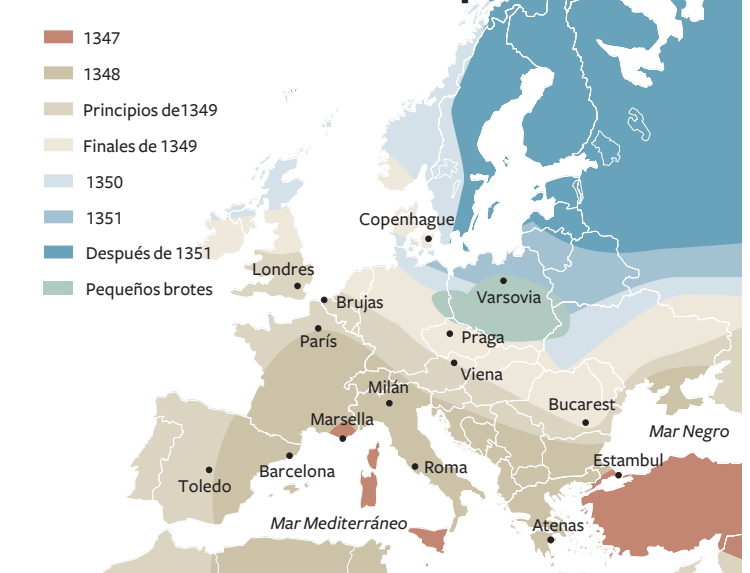 1347
1348
Principios de1349
Finales de 1349
1350
1351
Después de 1351
Pequeños brotes
Copenhague
Londres
Brujas
Varsovia
París
Praga
Viena
Milán
Marsella
Bucarest
Mar Negro
Barcelona
Roma
Estambul
Toledo
Mar Mediterráneo
Atenas